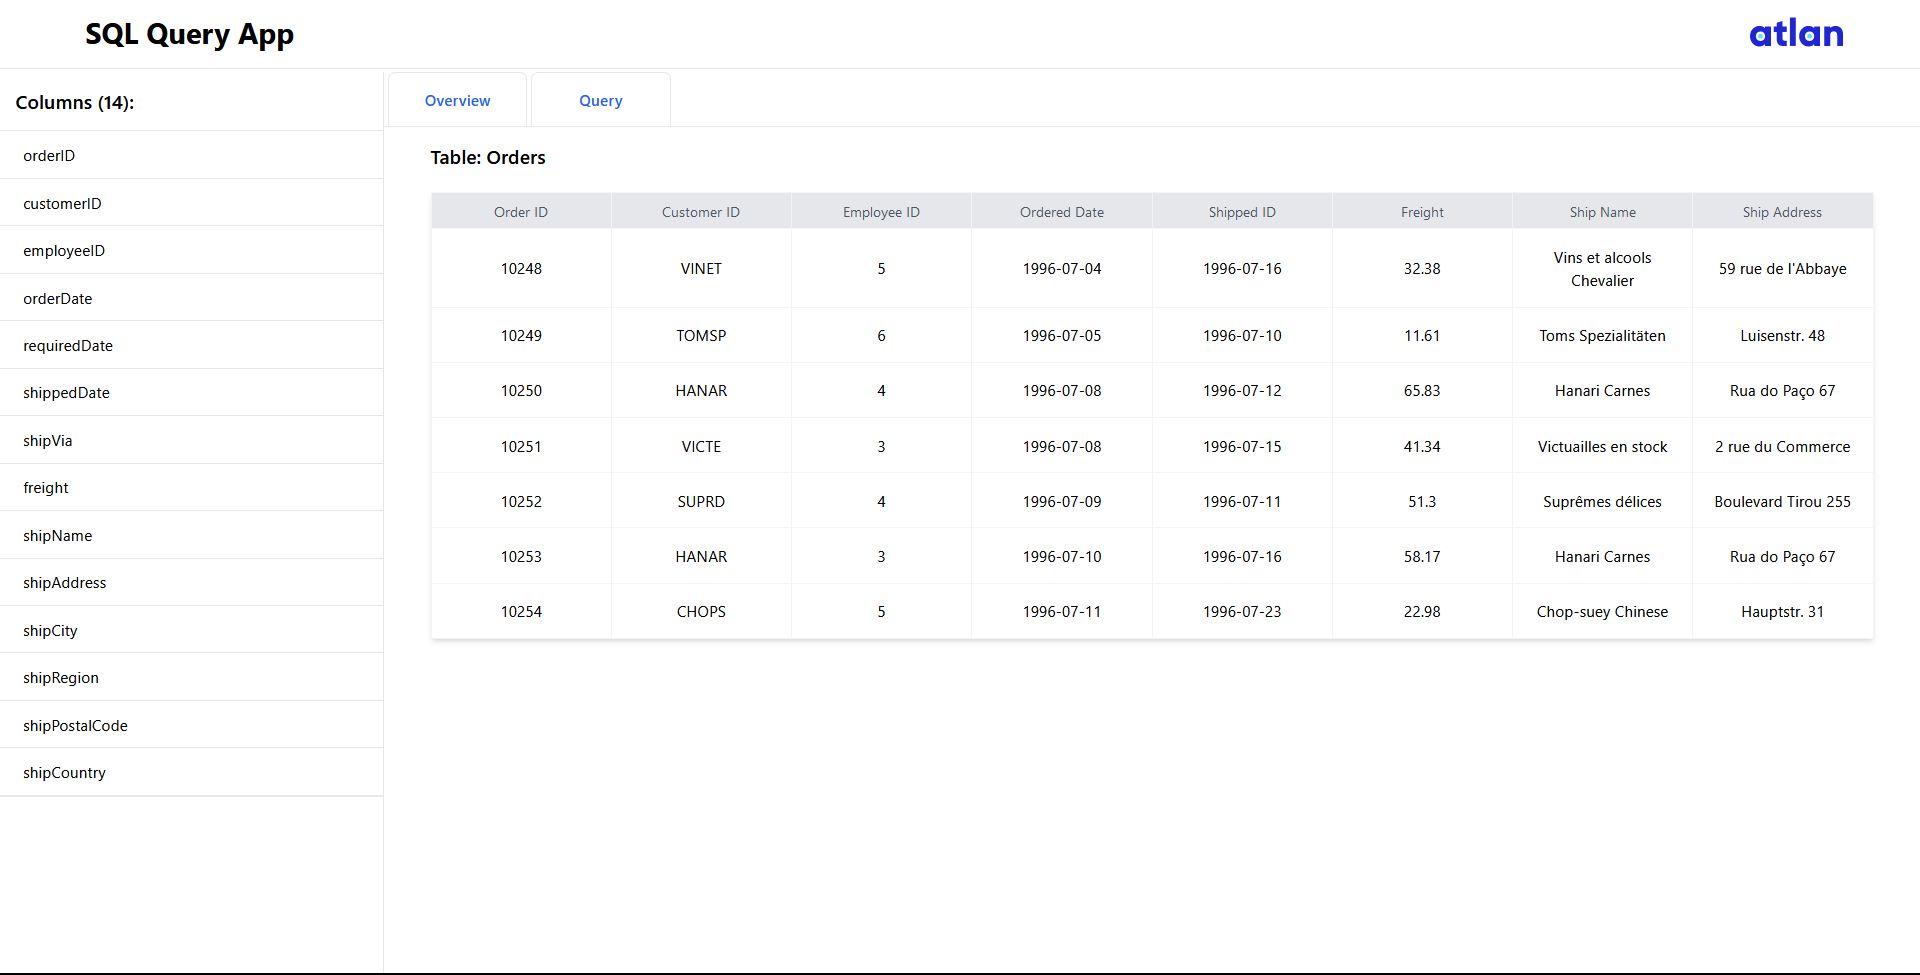 SQL Query App
atlan
Columns (14):
orderID
customerID
employeeID
orderDate
requiredDate
shippedDate
shipVia
freight
shipName
shipAddress
shipCity
shipRegion
shipPostalCode
shipCountry
Overview Query
Table: Orders
Order ID Customer ID Employee ID Ordered Date Shipped ID Freight Ship Name Ship Address
10248 VINET 5 1996-07-04 1996-07-16 32.38 Vins et alcools Chevalier 59 rue de l'Abbaye
10249 TOMSP 6 1996-07-05 1996-07-10 11.61 Toms Spezialitäten Luisenstr. 48
10250 HANAR 4 1996-07-08 1996-07-12 65.83 Hanari Carnes Rua do Paço 67
10251 VICTE 3 1996-07-08 1996-07-15 41.34 Victuailles en stock 2 rue du Commerce
10252 SUPRD 4 1996-07-09 1996-07-11 51.3 Suprêmes délices Boulevard Tirou 255
10253 HANAR 3 1996-07-10 1996-07-16 58.17 Hanari Carnes Rua do Paço 67
10254 CHOPS 5 1996-07-11 1996-07-23 22.98 Chop-suey Chinese Hauptstr. 31